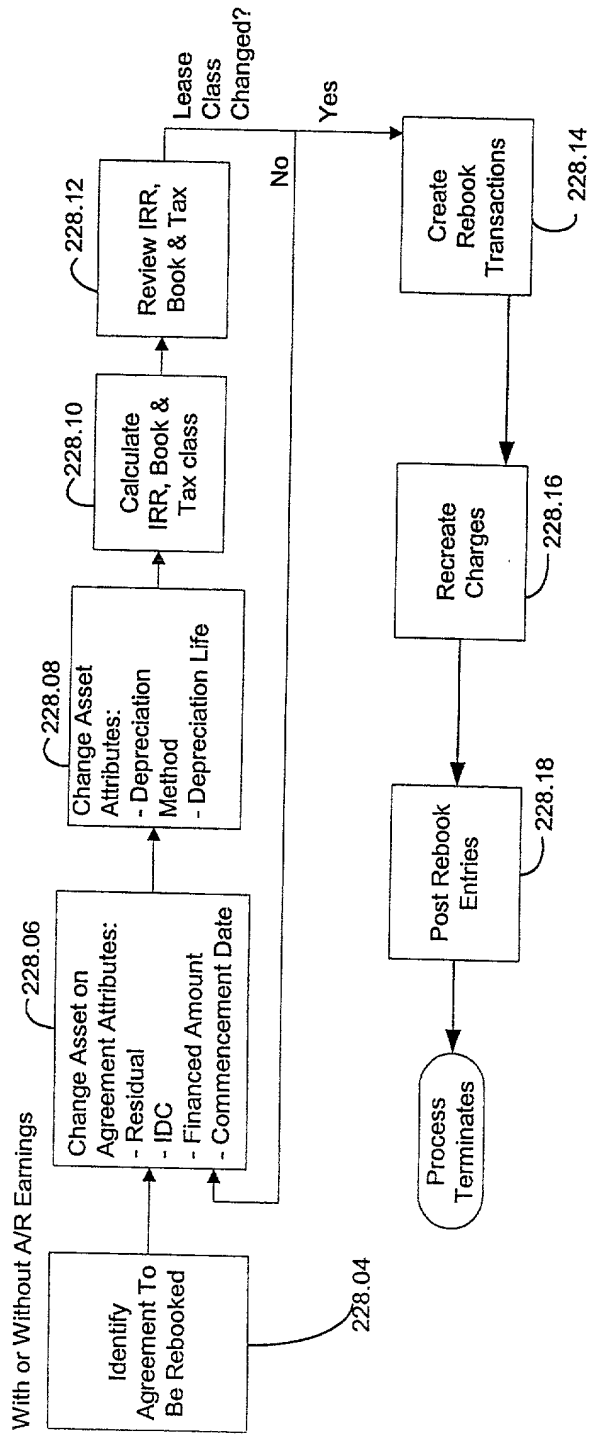 With or Without A/R Earnings
Identify
Agreement To
Be Rebooked
228.04
Change Asset on
Agreement Attributes:
- Residual
- IDC
- Financed Amount
- Commencement Date
228.06
Change Asset
Attributes:
- Depreciation
Method
- Depreciation Life
228.08
Calculate
IRR, Book &
Tax class
228.10
Review IRR,
Book & Tax
228.12
Lease
Class
Changed?
No
Yes
Create
Rebook
Transactions
228.14
Recreate
Charges
228.16
Post Rebook
Entries
228.18
Process
Terminates